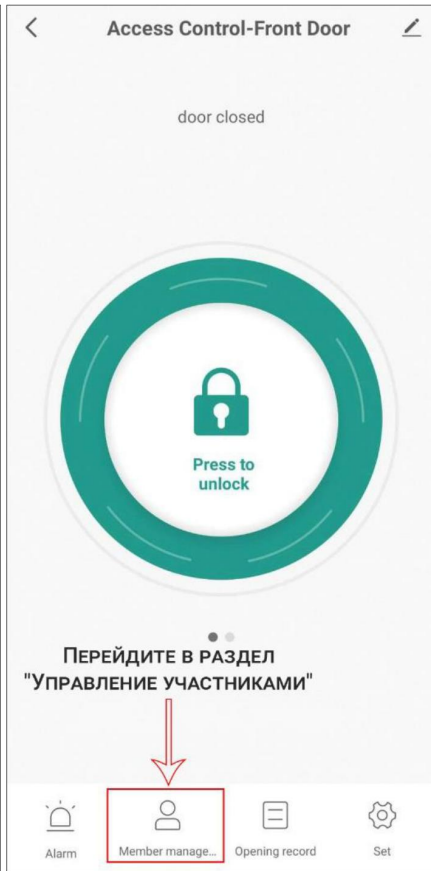 Access Control-Front Door
door closed
Press to
unlock
ПЕРЕЙДИТЕ В РАЗДЕЛ
"УПРАВЛЕНИЕ УЧАСТНИКАМИ"
Alarm
Member manage...
Opening record
Set